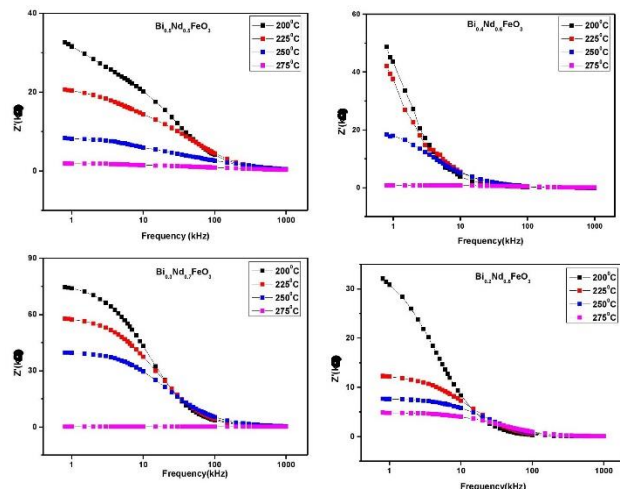 Bi0.5Nd0.5FeO3
200°C
225°C
250°C
275°C
Z'(k
40
20
0
1
10
100
1000
Frequency (kHz)
Bi0.4Nd0.6FeO3
200°C
225°C
250°C
275°C
Z'(k
60
40
20
0
1
10
100
1000
Frequency (kHz)
Bi0.3Nd0.7FeO3
200°C
225°C
250°C
275°C
Z'(k
90
60
30
0
1
10
100
1000
Frequency(kHz)
Bi0.2Nd0.8FeO3
200°C
225°C
250°C
275°C
Z'(k
30
20
10
0
1
10
100
1000
Frequency(kHz)